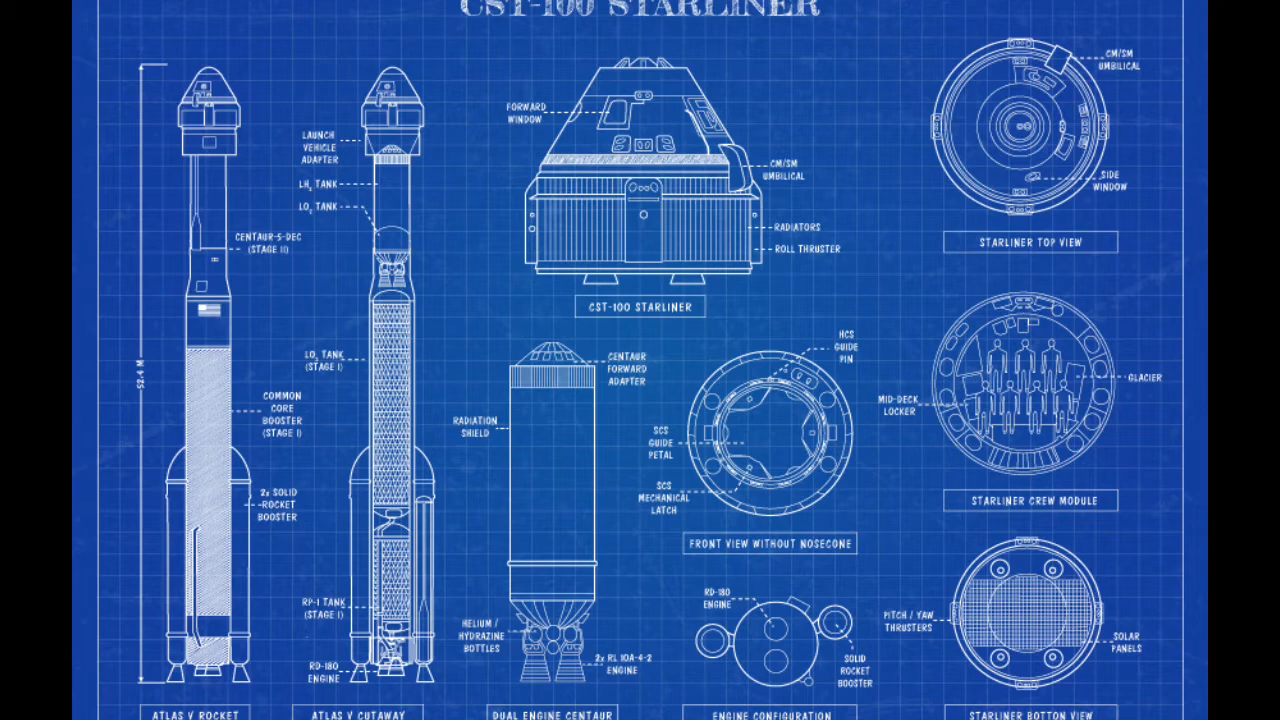 CST-100 STARLINER
52.4 M
LAUNCH
VEHICLE
ADAPTER
LH₂ TANK
LO₂ TANK
CENTAUR-5-DEC
(STAGE II)
LO₂ TANK
(STAGE I)
COMMON
CORE
BOOSTER
(STAGE I)
2x SOLID
ROCKET
BOOSTER
RP-1 TANK
(STAGE I)
RD-180
ENGINE
ATLAS V ROCKET
ATLAS V CUTAWAY
FORWARD
WINDOW
CM/SM
UMBILICAL
RADIATORS
ROLL THRUSTER
CST-100 STARLINER
CENTAUR
FORWARD
ADAPTER
RADIATION
SHIELD
HELIUM /
HYDRAZINE
BOTTLES
2x RL 10A-4-2
ENGINE
DUAL ENGINE CENTAUR
HCS
GUIDE
PIN
SCS
GUIDE
PETAL
SCS
MECHANICAL
LATCH
FRONT VIEW WITHOUT NOSECONE
RD-180
ENGINE
SOLID
ROCKET
BOOSTER
ENGINE CONFIGURATION
CM/SM
UMBILICAL
SIDE
WINDOW
STARLINER TOP VIEW
GLACIER
MID-DECK
LOCKER
STARLINER CREW MODULE
PITCH / YAW
THRUSTERS
SOLAR
PANELS
STARLINER BOTTON VIEW